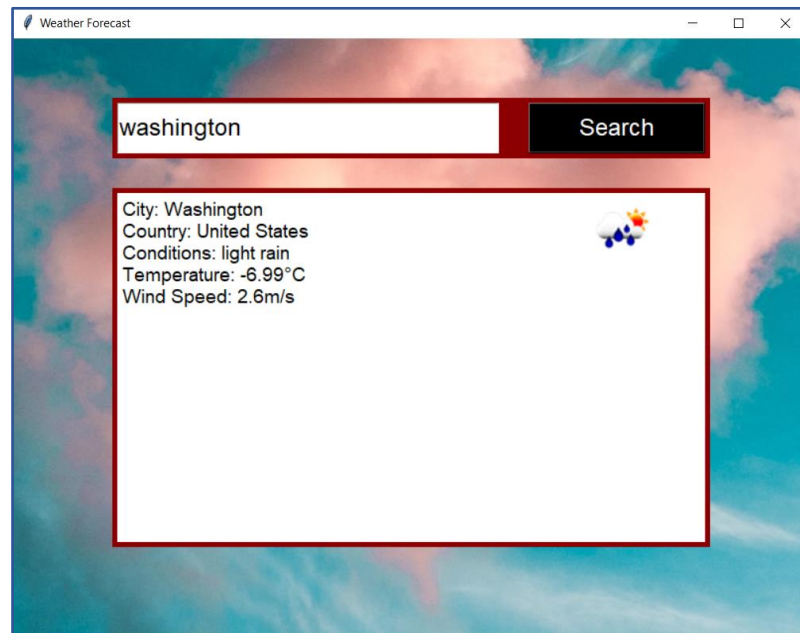 Weather Forecast
washington
Search
City: Washington
Country: United States
Conditions: light rain
Temperature: -6.99°C
Wind Speed: 2.6m/s